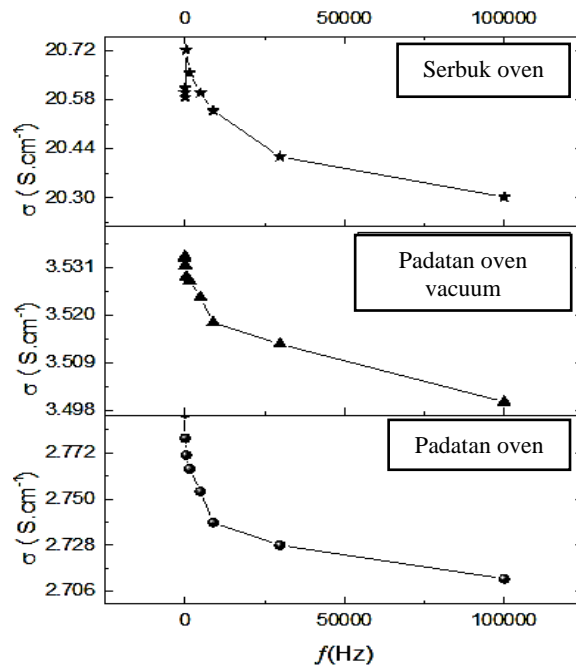 0 50000 100000
20.72
20.58
20.44
20.30
σ ( S.cm⁻¹)
Serbuk oven
3.531
3.520
3.509
3.498
σ ( S.cm⁻¹)
Padatan oven
vacuum
2.772
2.750
2.728
2.706
σ ( S.cm⁻¹)
Padatan oven
0 50000 100000
f(Hz)